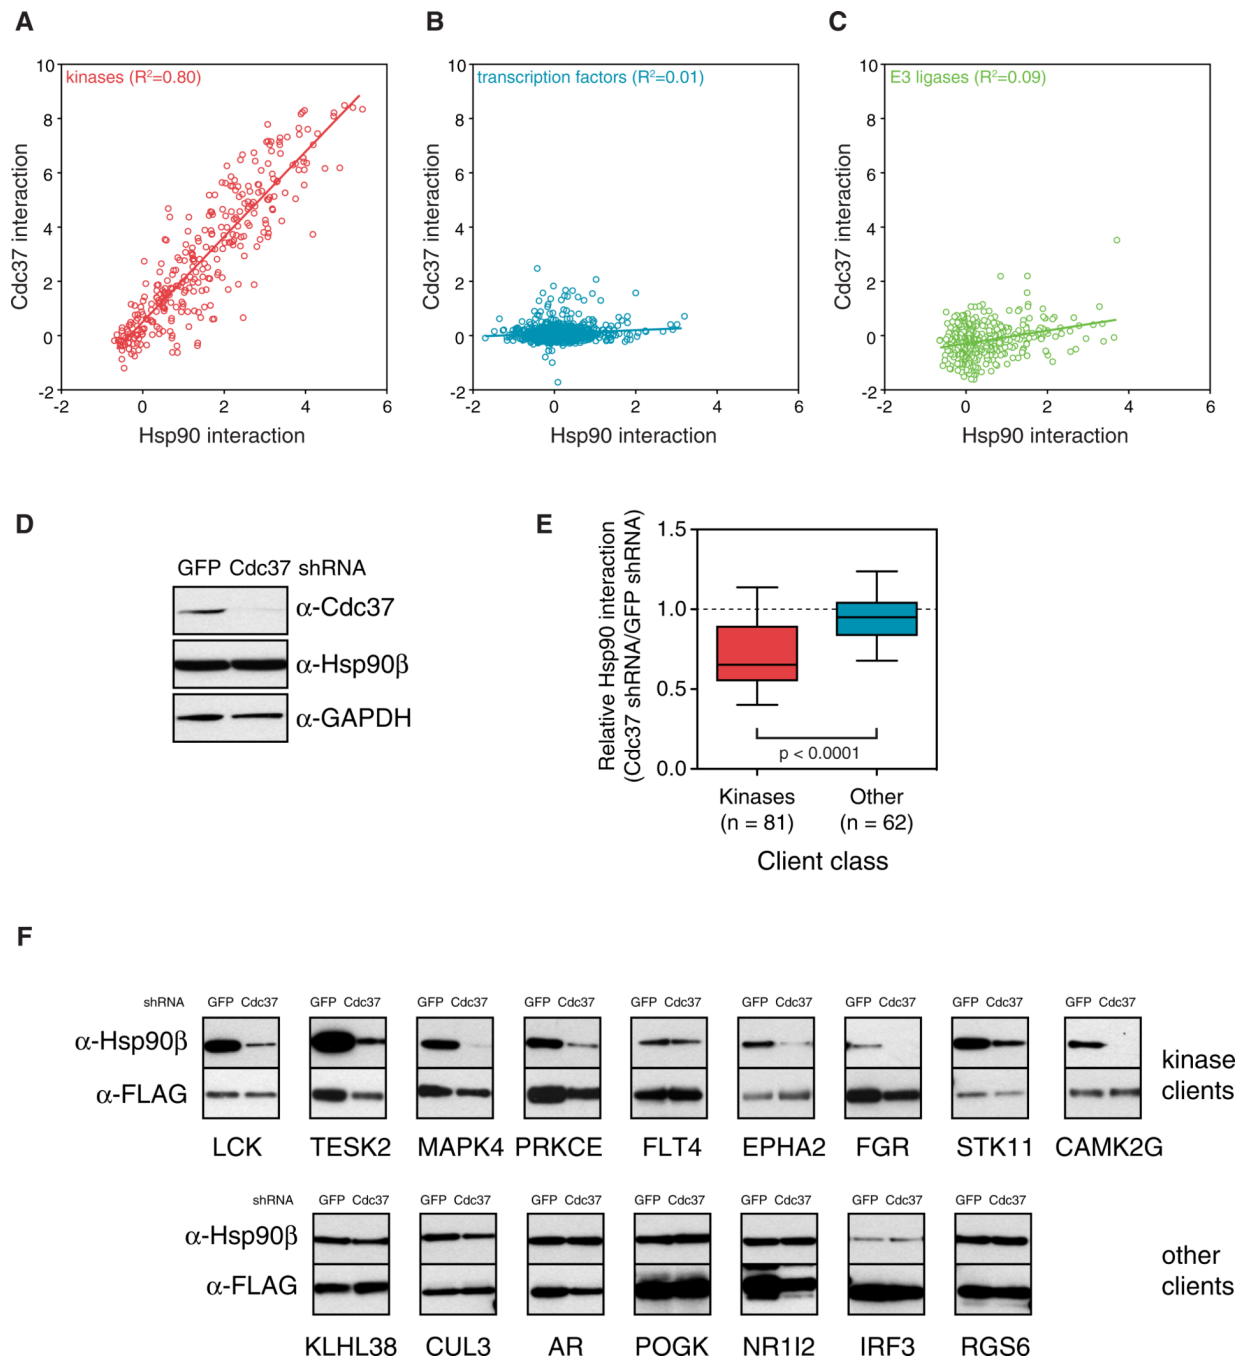 A
B
C
kinases (R²=0.80)
transcription factors (R²=0.01)
E3 ligases (R²=0.09)
Cdc37 interaction
10
8
6
4
2
0
-2
-2 0 2 4 6
Hsp90 interaction
Cdc37 interaction
10
8
6
4
2
0
-2
-2 0 2 4 6
Hsp90 interaction
Cdc37 interaction
10
8
6
4
2
0
-2
-2 0 2 4 6
Hsp90 interaction
D
GFP Cdc37 shRNA
α-Cdc37
α-Hsp90β
α-GAPDH
E
Relative Hsp90 interaction
(Cdc37 shRNA/GFP shRNA)
1.5
1.0
0.5
0.0
p < 0.0001
Kinases Other
(n = 81) (n = 62)
Client class
F
shRNA GFP Cdc37 GFP Cdc37 GFP Cdc37 GFP Cdc37 GFP Cdc37 GFP Cdc37 GFP Cdc37 GFP Cdc37 GFP Cdc37
α-Hsp90β
α-FLAG
kinase
clients
LCK TESK2 MAPK4 PRKCE FLT4 EPHA2 FGR STK11 CAMK2G
shRNA GFP Cdc37 GFP Cdc37 GFP Cdc37 GFP Cdc37 GFP Cdc37 GFP Cdc37 GFP Cdc37
α-Hsp90β
α-FLAG
other
clients
KLHL38 CUL3 AR POGK NR1I2 IRF3 RGS6